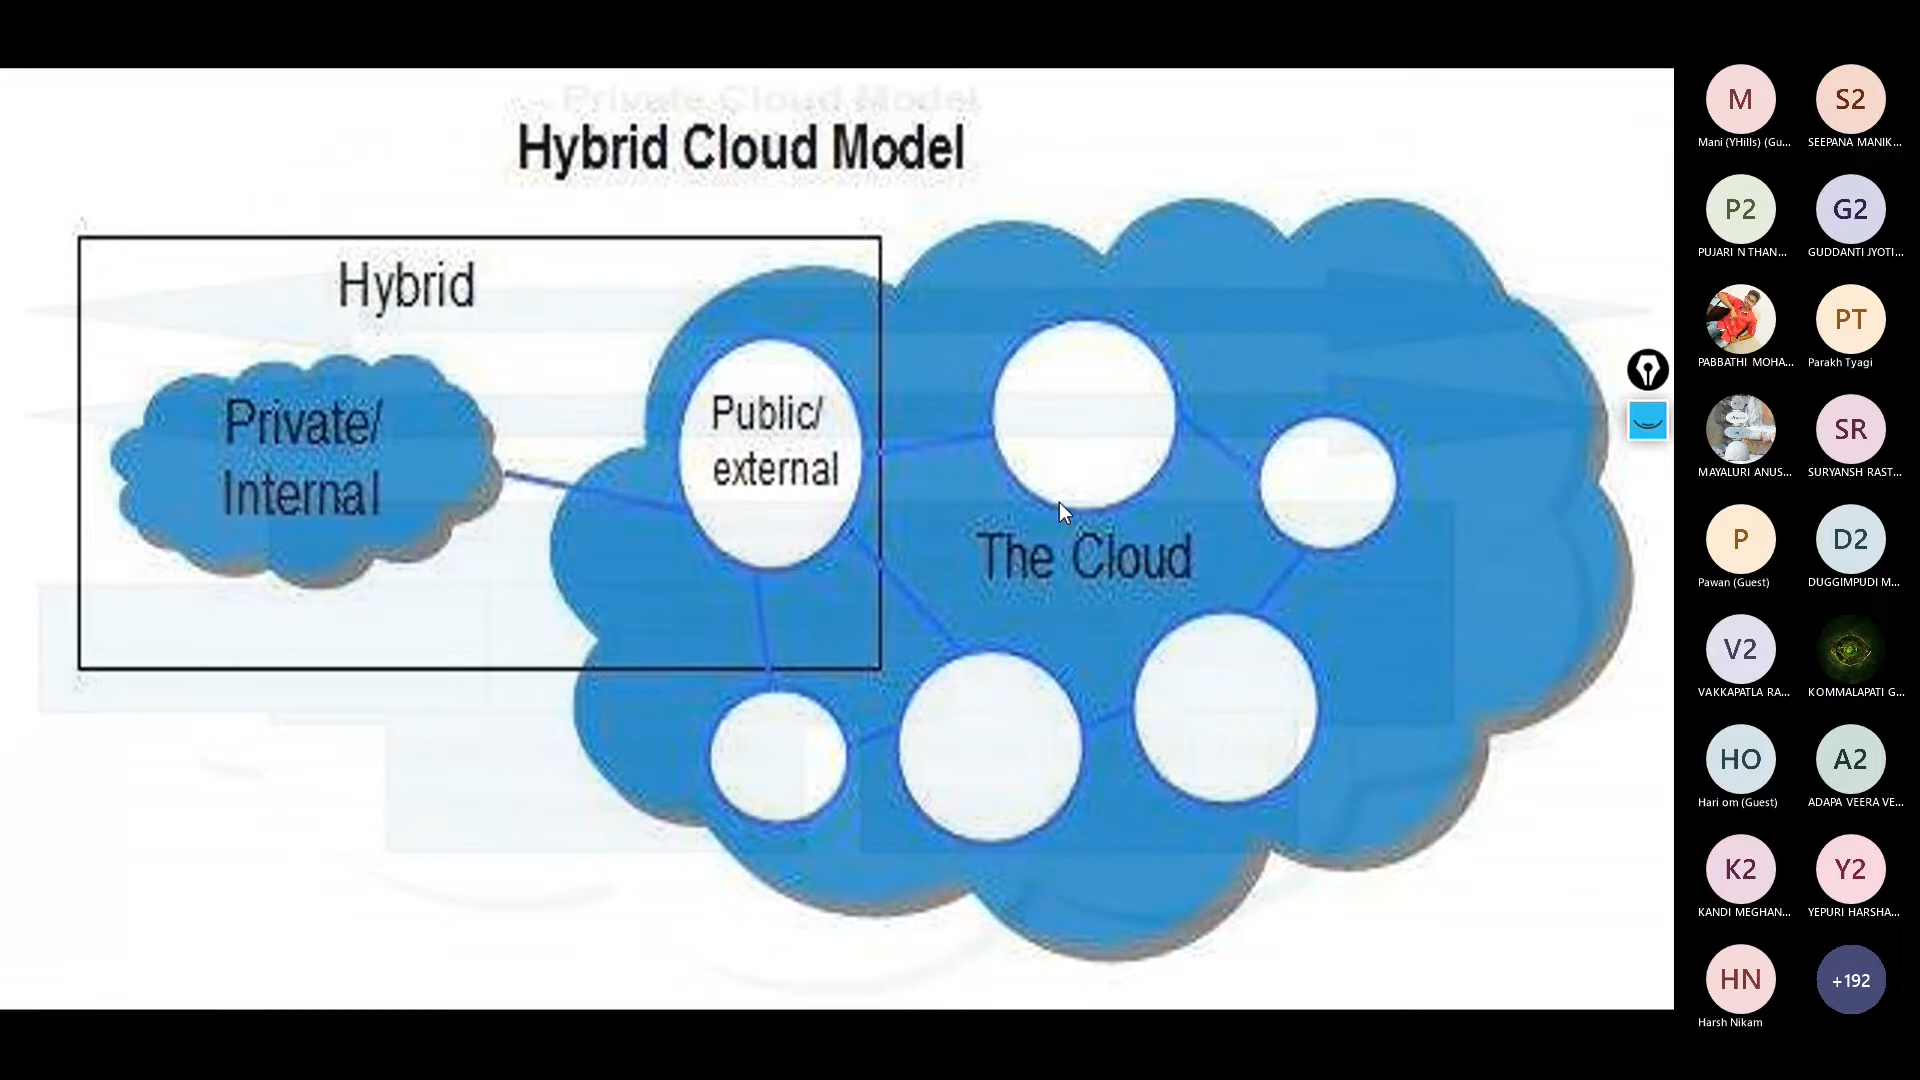 Private Cloud Model
Hybrid Cloud Model
Hybrid
Private/
Internal
Public/
external
The Cloud
M
Mani (YHills) (Gu...
S2
SEEPANA MANIK...
P2
PUJARI N THAN...
G2
GUDDANTI JYOTI...
PABBATHI MOHA...
PT
Parakh Tyagi
MAYALURI ANUS...
SR
SURYANSH RAST...
P
Pawan (Guest)
D2
DUGGIMPUDI M...
V2
VAKKAPATLA RA...
KOMMALAPATI G...
HO
Hari om (Guest)
A2
ADAPA VEERA VE...
K2
KANDI MEGHAN...
Y2
YEPURI HARSHA...
HN
Harsh Nikam
+192